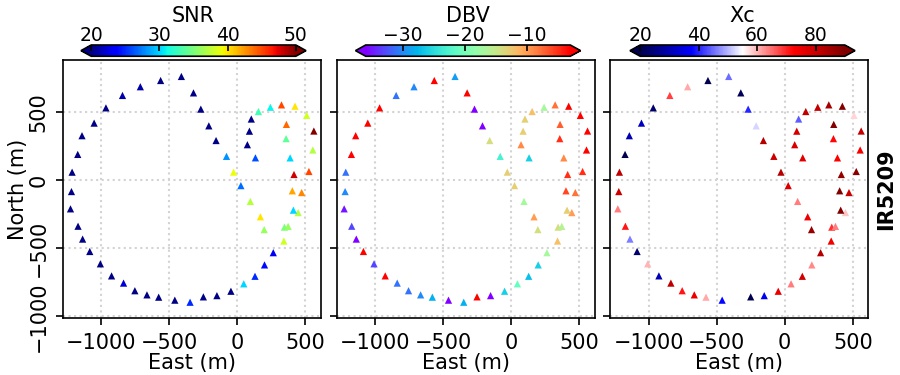 SNR DBV Xc
20 30 40 50 −30 −20 −10 20 40 60 80
North (m)
500
0
−500
−1000
IR5209
−1000 −500 0 500 −1000 −500 0 500 −1000 −500 0 500
East (m) East (m) East (m)